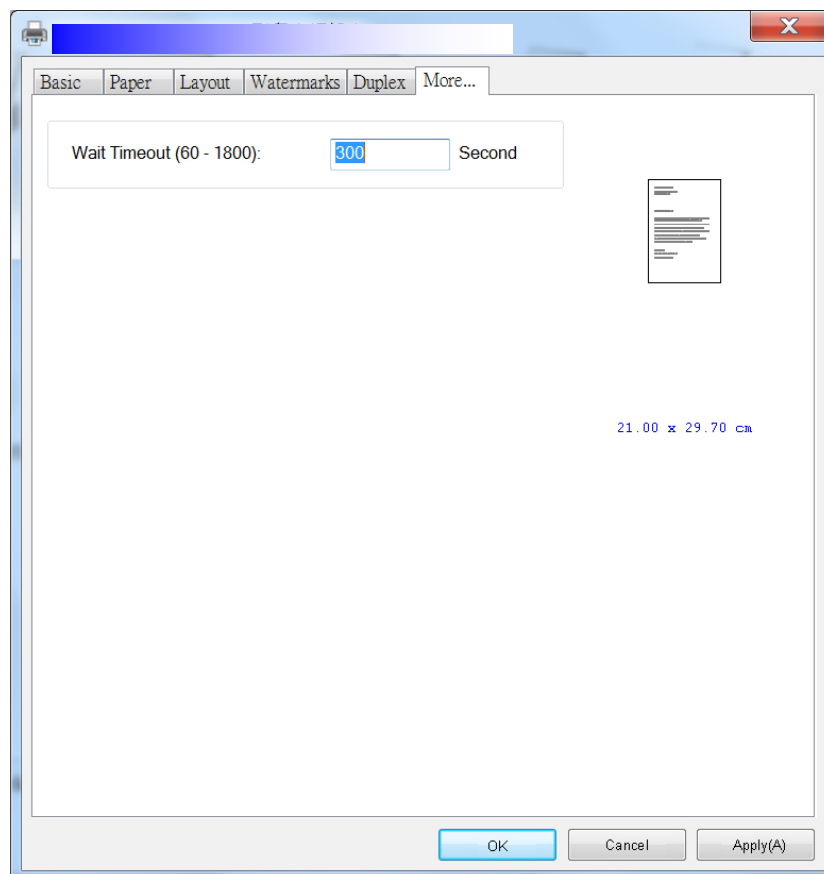 Basic Paper Layout Watermarks Duplex More...
Wait Timeout (60 - 1800): 300 Second
21.00 x 29.70 cm
OK Cancel Apply(A)